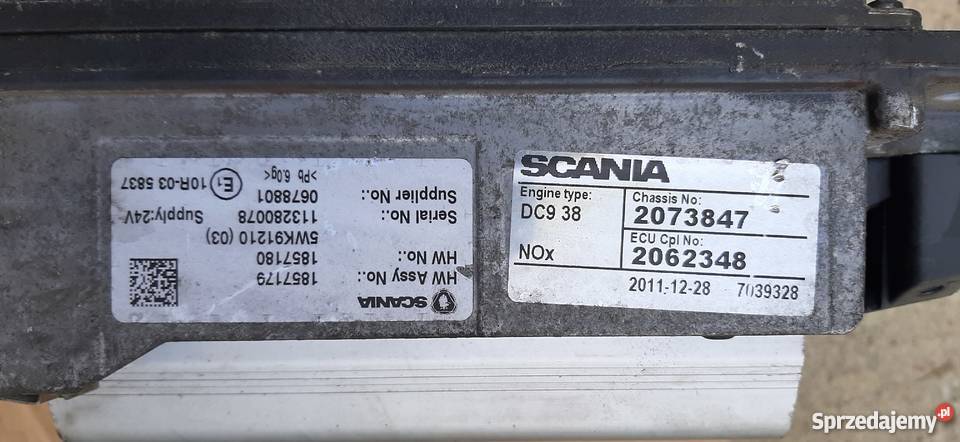 SCANIA
HW Assy No.: 1857179
HW No.: 1857180
5WK91210 (03)
Serial No.: 113280078 Supply:24V
Supplier No.: 0678801
>Pb 6.0g< E1 10R-03 5837
SCANIA
Engine type: Chassis No:
DC9 38 2073847
ECU Cpl No:
NOx 2062348
2011-12-28 7039328
Sprzedajemy.pl